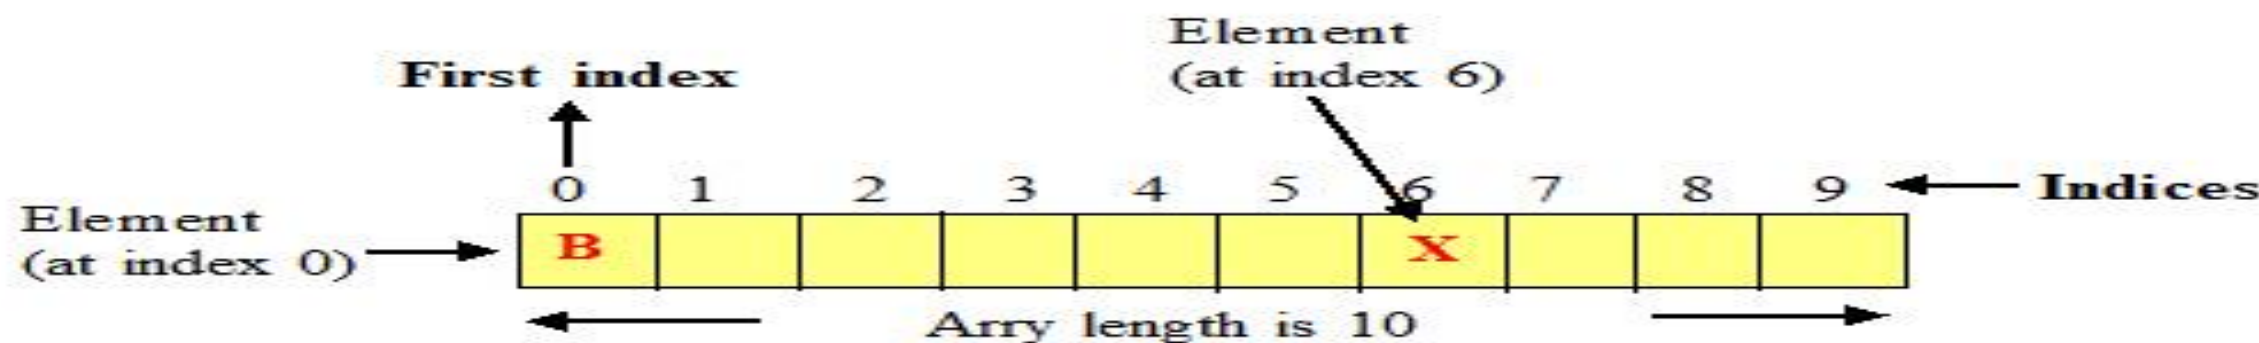 Element
(at index 6)
First index
0 1 2 3 4 5 6 7 8 9
Indices
Element
(at index 0)
B X
Arry length is 10